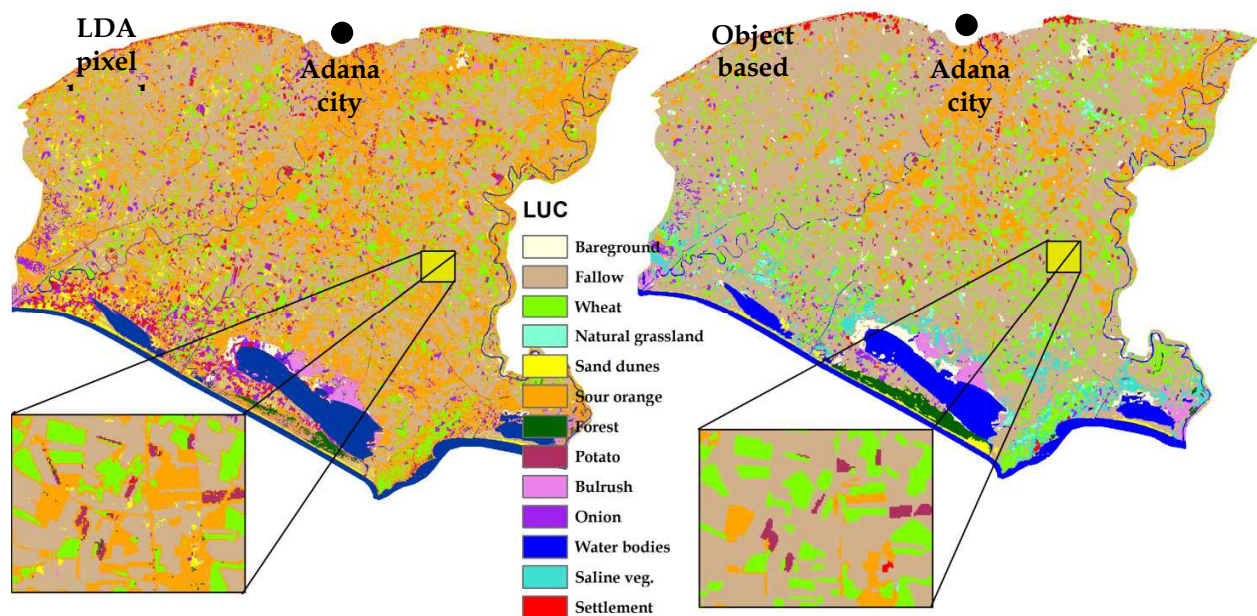 LDA
pixel
Adana
city
Object
based
Adana
city
LUC
Bareground
Fallow
Wheat
Natural grassland
Sand dunes
Sour orange
Forest
Potato
Bulrush
Onion
Water bodies
Saline veg.
Settlement